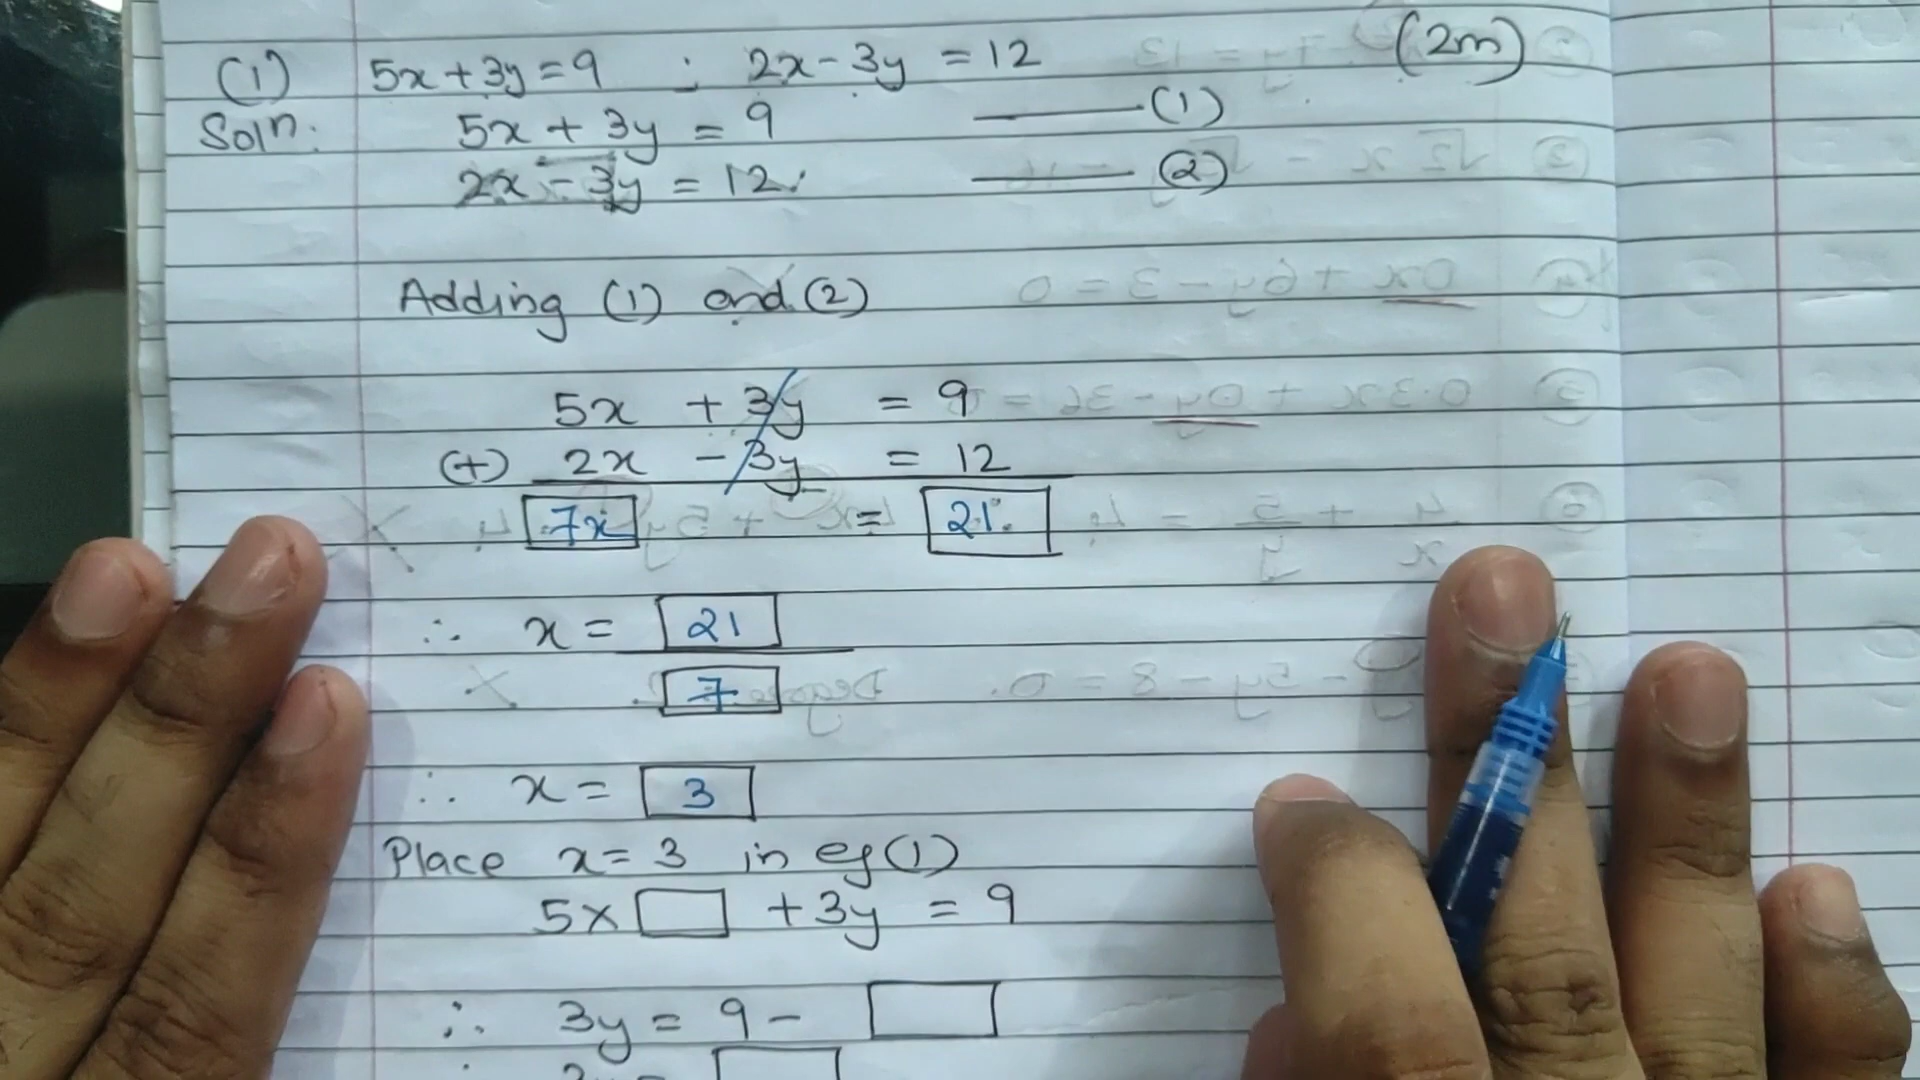 (1) 5x + 3y = 9 ; 2x - 3y = 12 (2m)
Soln. 5x + 3y = 9 (1)
2x - 3y = 12 (2)
Adding (1) and (2)
5x + 3y = 9
(+) 2x - 3y = 12
7x = 21
∴ x = 21
7
∴ x = 3
Place x = 3 in eq (1)
5 × + 3y = 9
∴ 3y = 9 -